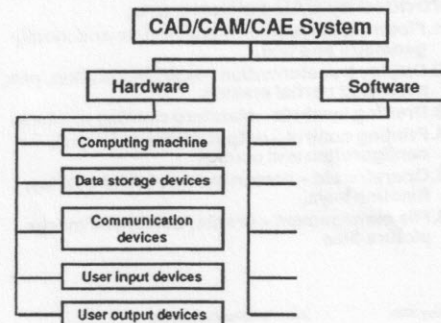 CAD/CAM/CAE System
Hardware
Software
Computing machine
Data storage devices
Communication
devices
User input devices
User output devices